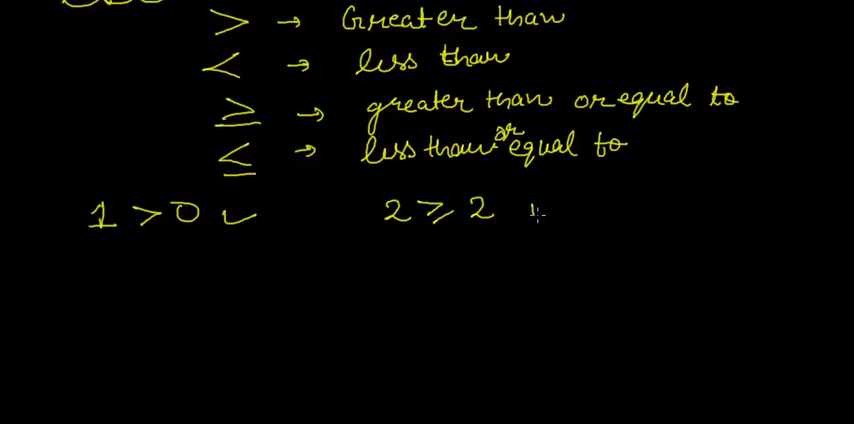 > → Greater than
< → less than
≥ → greater than or equal to
≤ → less than or equal to
1 > 0 ✓ 2 ≥ 2